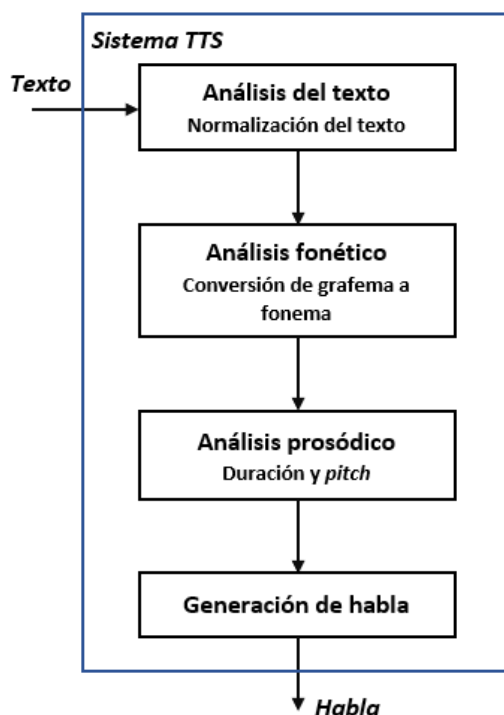 Sistema TTS
Texto
Análisis del texto
Normalización del texto
Análisis fonético
Conversión de grafema a
fonema
Análisis prosódico
Duración y pitch
Generación de habla
Habla